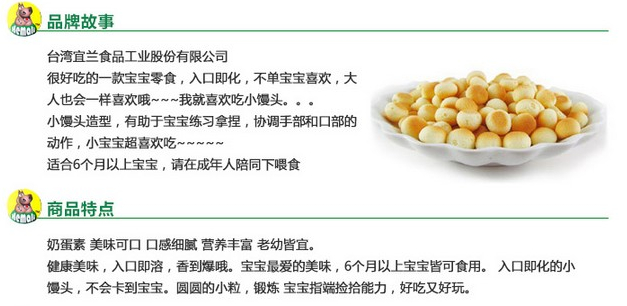 品牌故事
台湾宜兰食品工业股份有限公司
很好吃的一款宝宝零食，入口即化，不单宝宝喜欢，大
人也会一样喜欢哦~~~我就喜欢吃小馒头。。。
小馒头造型，有助于宝宝练习拿捏，协调手部和口部的
动作，小宝宝超喜欢吃~~~~~
适合6个月以上宝宝，请在成年人陪同下喂食
商品特点
奶蛋素 美味可口 口感细腻 营养丰富 老幼皆宜。
健康美味，入口即溶，香到爆哦。宝宝最爱的美味，6个月以上宝宝皆可食用。 入口即化的小
馒头，不会卡到宝宝。圆圆的小粒，锻炼 宝宝指端捡拾能力，好吃又好玩。